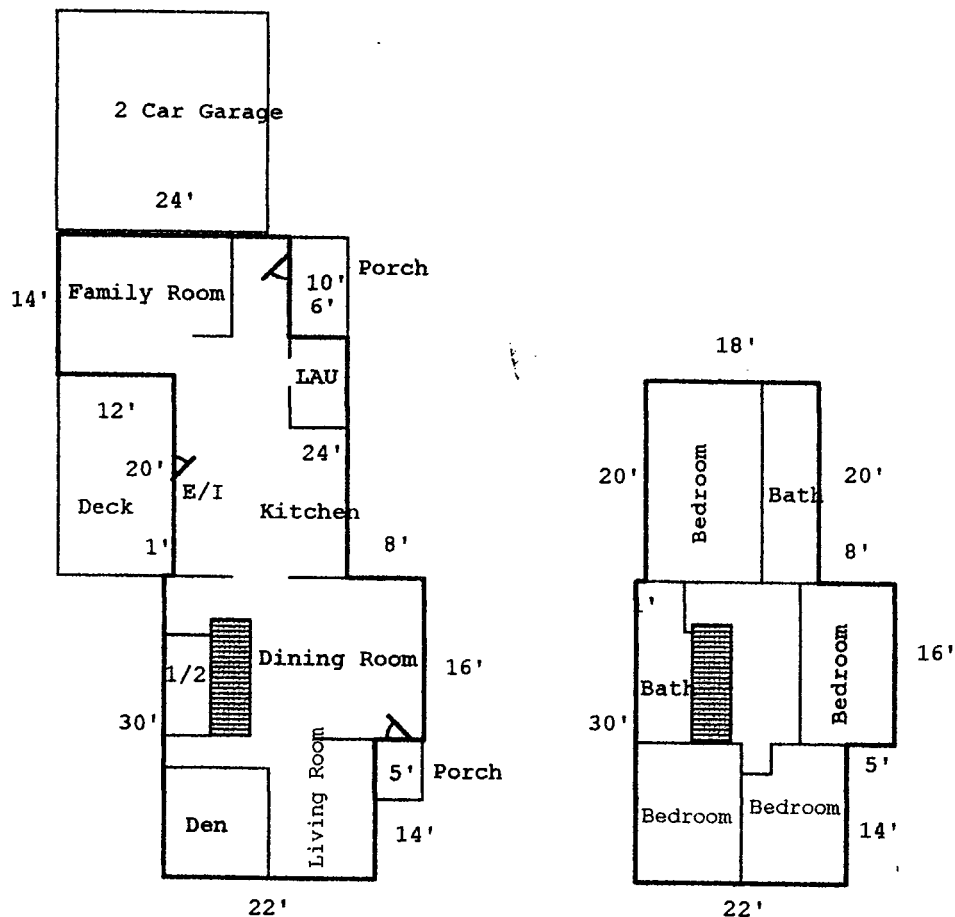 2 Car Garage
24'
14'
Family Room
10'
6'
Porch
LAU
12'
20'
24'
E/I
Deck
Kitchen
1'
8'
1/2
Dining Room
16'
30'
5'
Porch
Living Room
Den
14'
22'
18'
20'
Bedroom
Bath
20'
8'
1'
Bedroom
16'
Bath
30'
5'
Bedroom
Bedroom
14'
22'